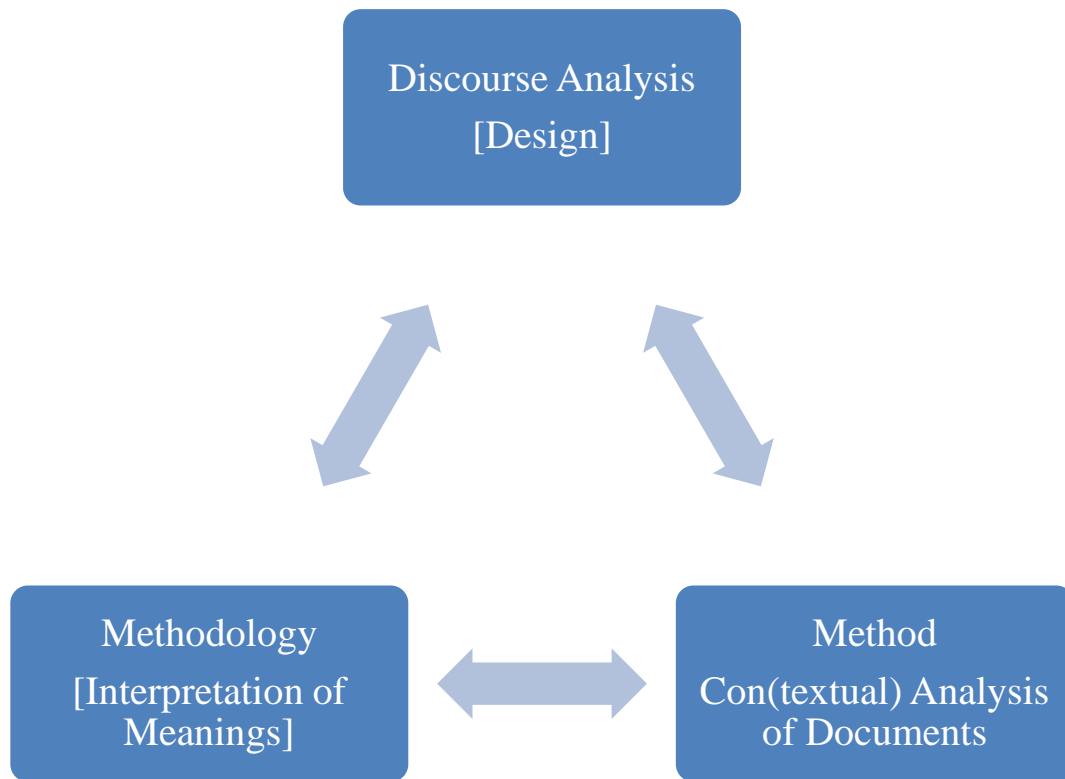 Discourse Analysis
[Design]
Methodology
[Interpretation of
Meanings]
Method
Con(textual) Analysis
of Documents